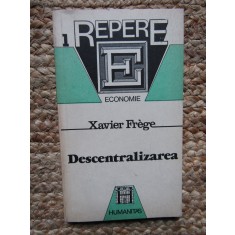 1 REPERE
E
ECONOMIE
Xavier Frège
Descentralizarea
H
HUMANITAS